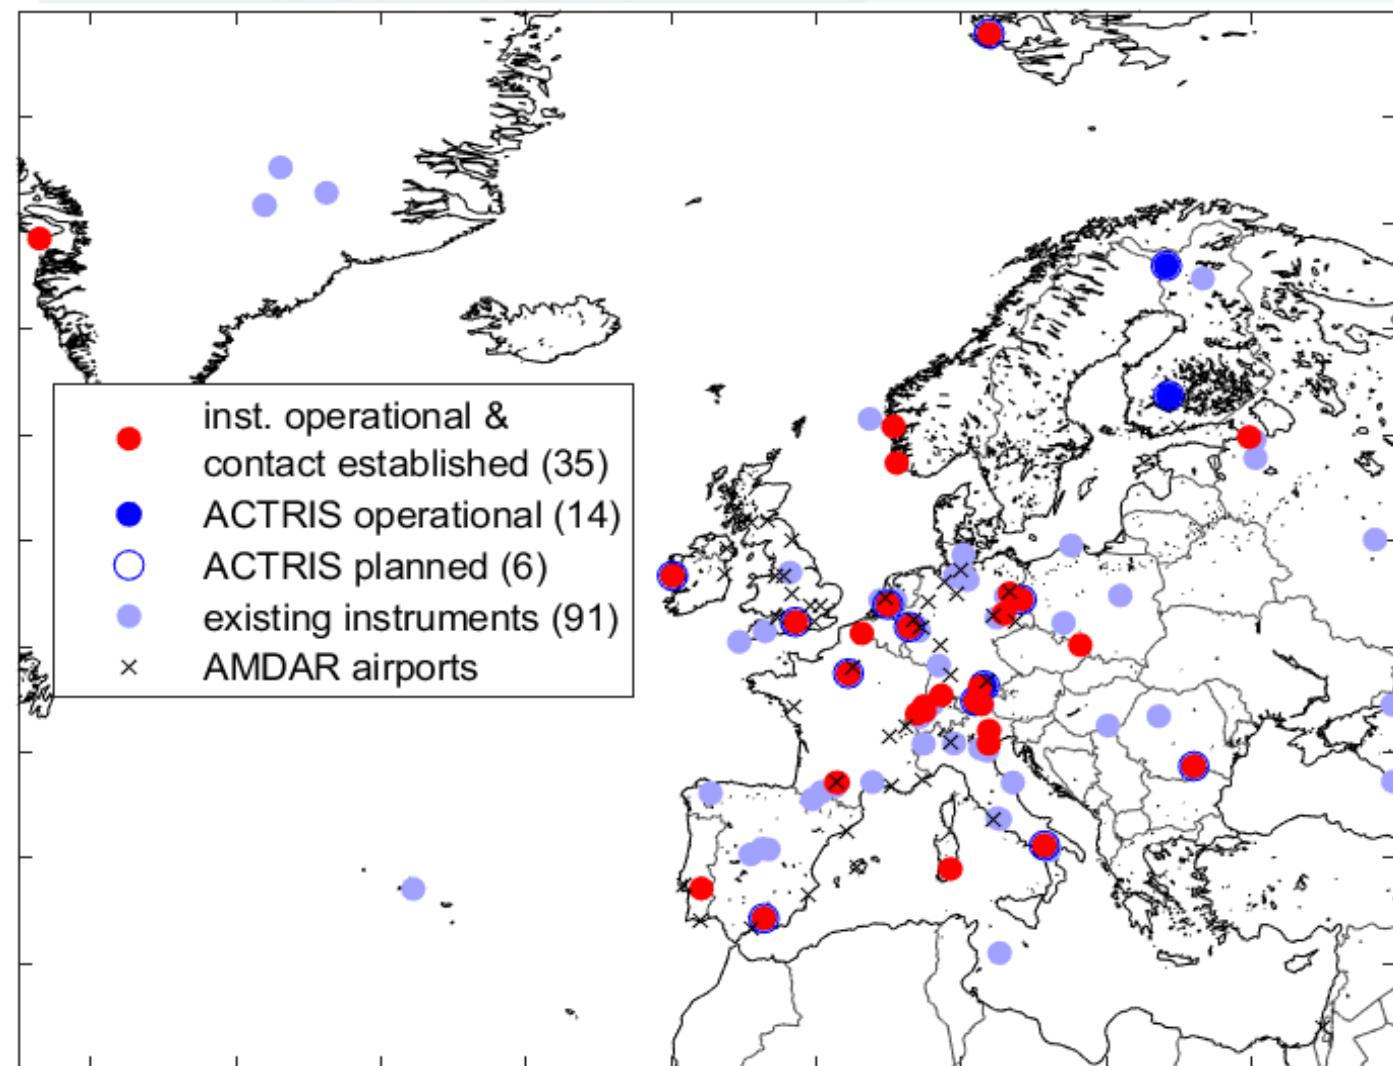 inst. operational &
contact established (35)
ACTRIS operational (14)
ACTRIS planned (6)
existing instruments (91)
AMDAR airports